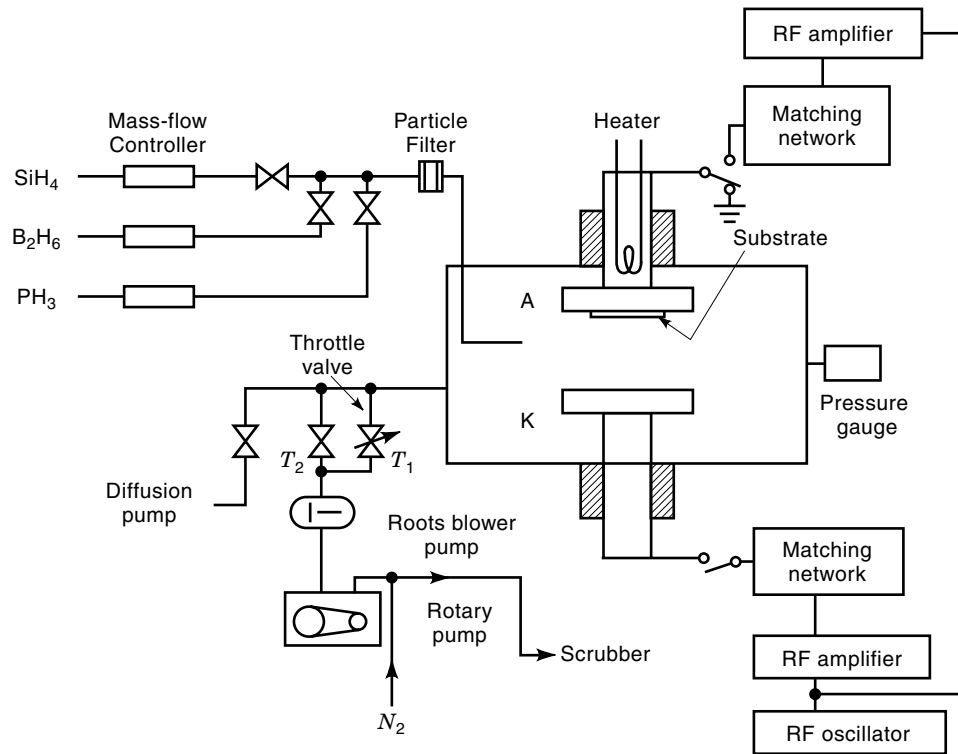 RF amplifier
Matching
network
Mass-flow
Controller
Particle
Filter
Heater
SiH4
B2H6
PH3
Substrate
A
Throttle
valve
K
Pressure
gauge
T2
T1
Diffusion
pump
Roots blower
pump
Rotary
pump
Scrubber
N2
Matching
network
RF amplifier
RF oscillator